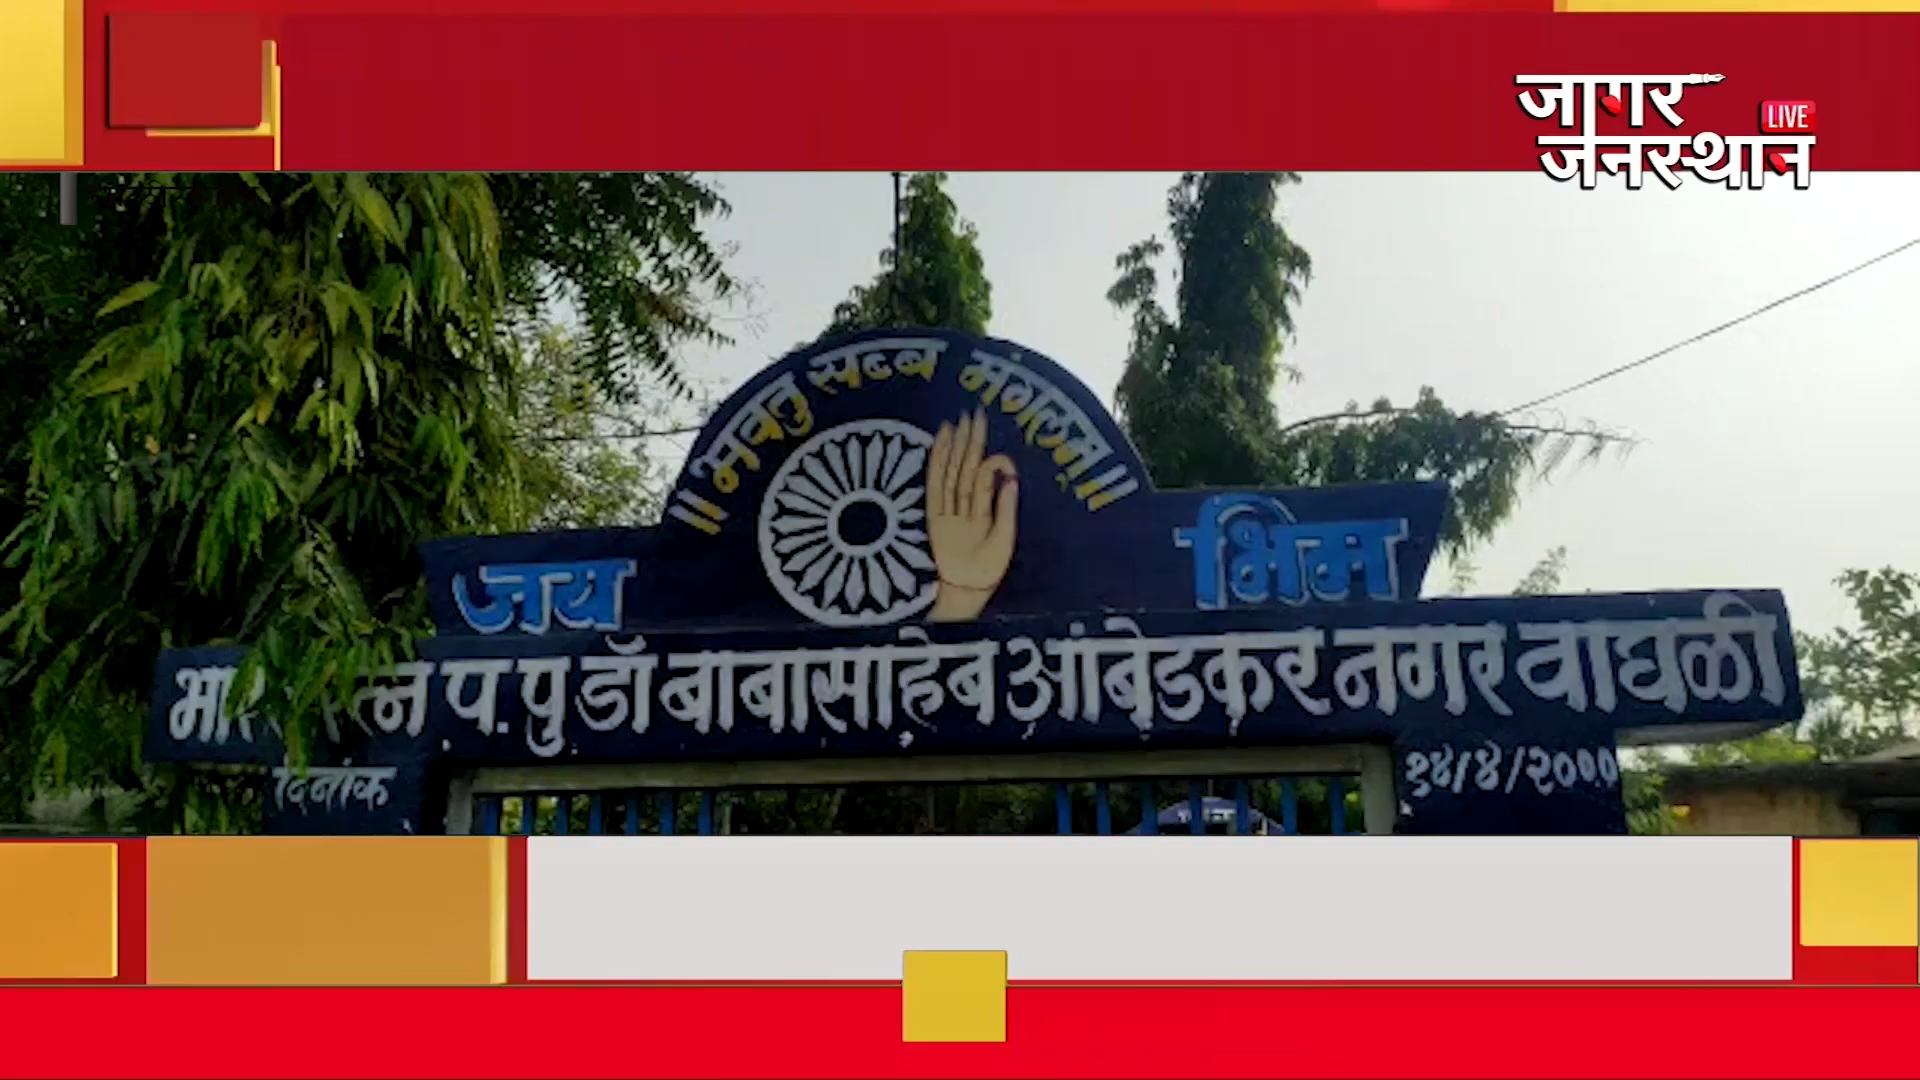 जागर
LIVE
जनस्थान
॥ भवतु सब्ब मंगलम् ॥
जय
भिम
प.पु डॉ बाबासाहेब आंबेडकर नगर वाघळी
दिनांक
१४/४/२०००